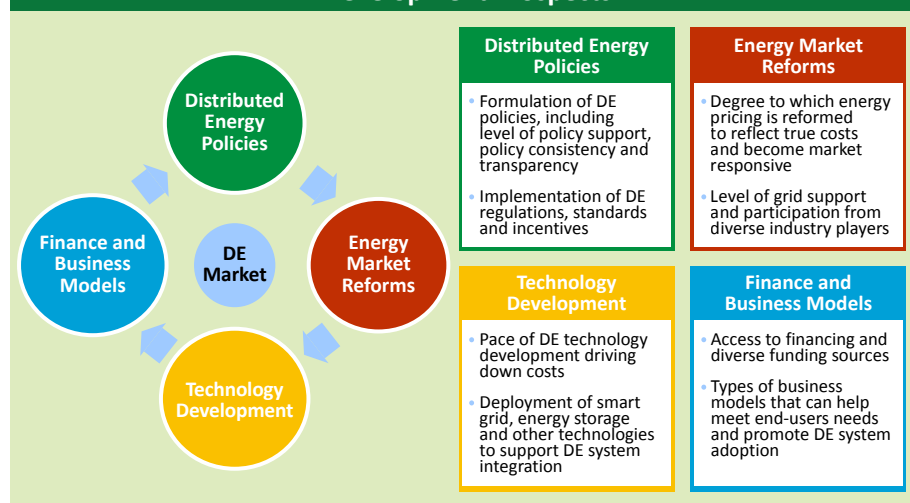 Distributed
Energy
Policies
Finance and
Business
Models
DE
Market
Energy
Market
Reforms
Technology
Development
Distributed Energy
Policies
• Formulation of DE
policies, including
level of policy support,
policy consistency and
transparency
• Implementation of DE
regulations, standards
and incentives
Energy Market
Reforms
• Degree to which energy
pricing is reformed
to reflect true costs
and become market
responsive
• Level of grid support
and participation from
diverse industry players
Technology
Development
• Pace of DE technology
development driving
down costs
• Deployment of smart
grid, energy storage
and other technologies
to support DE system
integration
Finance and
Business Models
• Access to financing and
diverse funding sources
• Types of business
models that can help
meet end-users needs
and promote DE system
adoption